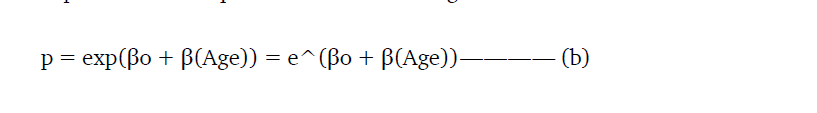 p = exp(βo + β(Age)) = e^(βo + β(Age))———— (b)